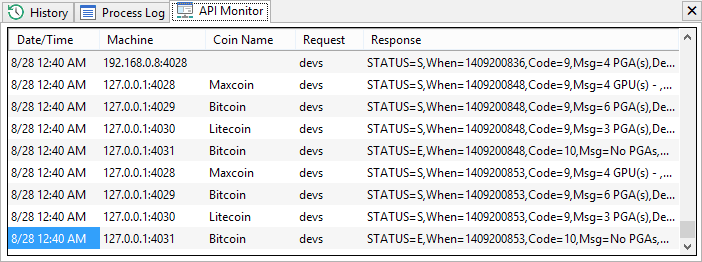 History Process Log API Monitor
Date/Time Machine Coin Name Request Response
8/28 12:40 AM 192.168.0.8:4028 devs STATUS=S,When=1409200836,Code=9,Msg=4 PGA(s),De...
8/28 12:40 AM 127.0.0.1:4028 Maxcoin devs STATUS=S,When=1409200848,Code=9,Msg=4 GPU(s) - ,...
8/28 12:40 AM 127.0.0.1:4029 Bitcoin devs STATUS=S,When=1409200848,Code=9,Msg=6 PGA(s),De...
8/28 12:40 AM 127.0.0.1:4030 Litecoin devs STATUS=S,When=1409200848,Code=9,Msg=3 PGA(s),De...
8/28 12:40 AM 127.0.0.1:4031 Bitcoin devs STATUS=E,When=1409200848,Code=10,Msg=No PGAs,...
8/28 12:40 AM 127.0.0.1:4028 Maxcoin devs STATUS=S,When=1409200853,Code=9,Msg=4 GPU(s) - ,...
8/28 12:40 AM 127.0.0.1:4029 Bitcoin devs STATUS=S,When=1409200853,Code=9,Msg=6 PGA(s),De...
8/28 12:40 AM 127.0.0.1:4030 Litecoin devs STATUS=S,When=1409200853,Code=9,Msg=3 PGA(s),De...
8/28 12:40 AM 127.0.0.1:4031 Bitcoin devs STATUS=E,When=1409200853,Code=10,Msg=No PGAs,...